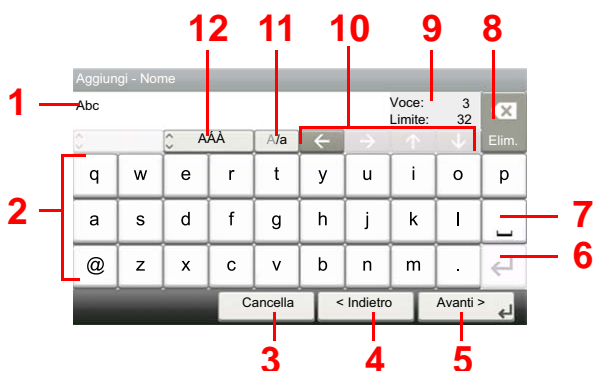 12 11 10 9 8
Aggiungi - Nome
1 Abc Voce: 3
Limite: 32
AÁÀ A/a ← → ↑ ↓ Elim.
2
q w e r t y u i o p
a s d f g h j k l 7
@ z x c v b n m . ↵ 6
Cancella < Indietro Avanti > ↵
3 4 5